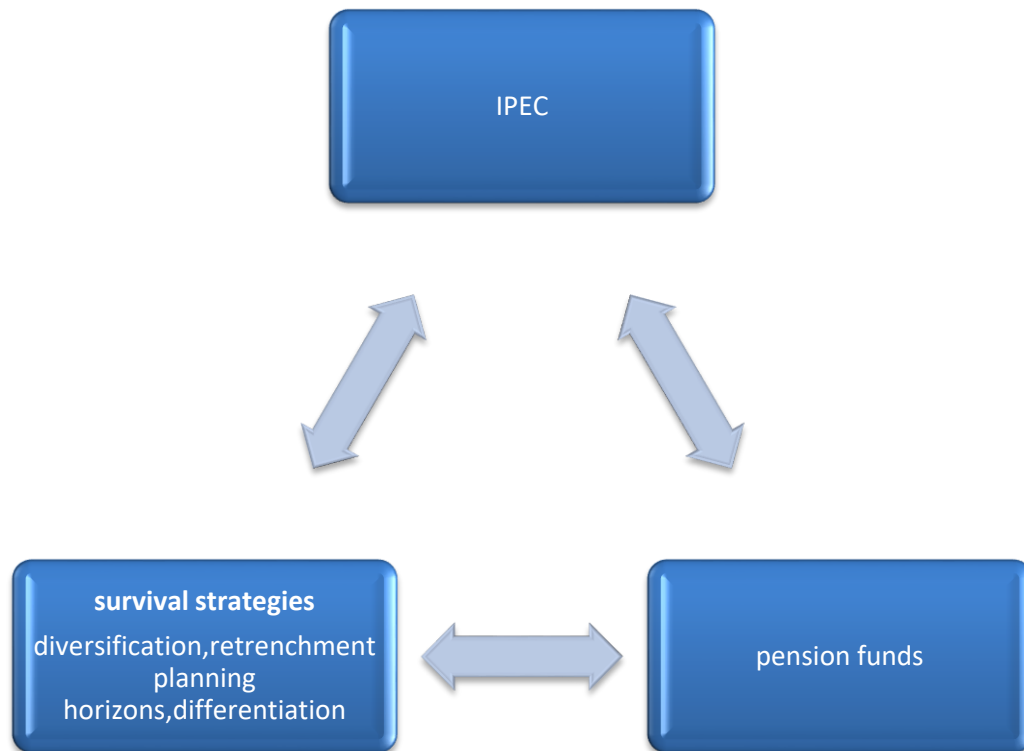 IPEC
survival strategies
diversification,retrenchment
planning
horizons,differentiation
pension funds